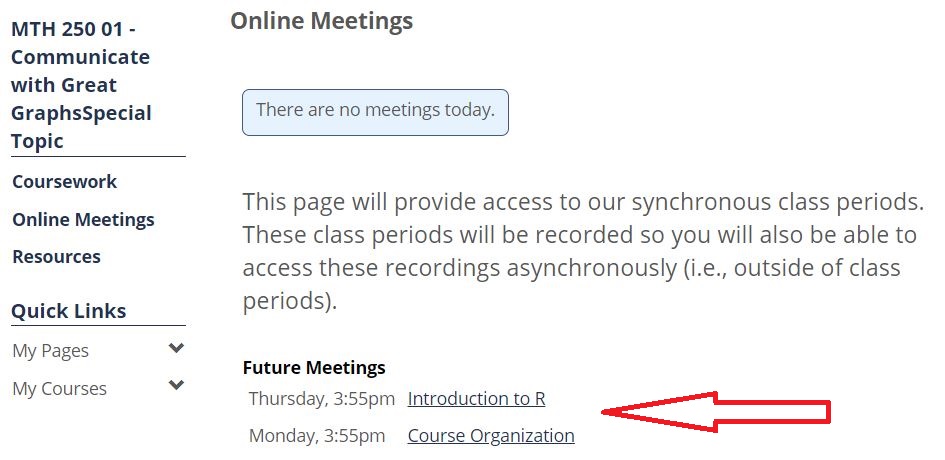 MTH 250 01 -
Communicate
with Great
GraphsSpecial
Topic
Coursework
Online Meetings
Resources
Quick Links
My Pages
My Courses
Online Meetings
There are no meetings today.
This page will provide access to our synchronous class periods.
These class periods will be recorded so you will also be able to
access these recordings asynchronously (i.e., outside of class
periods).
Future Meetings
Thursday, 3:55pm Introduction to R
Monday, 3:55pm Course Organization